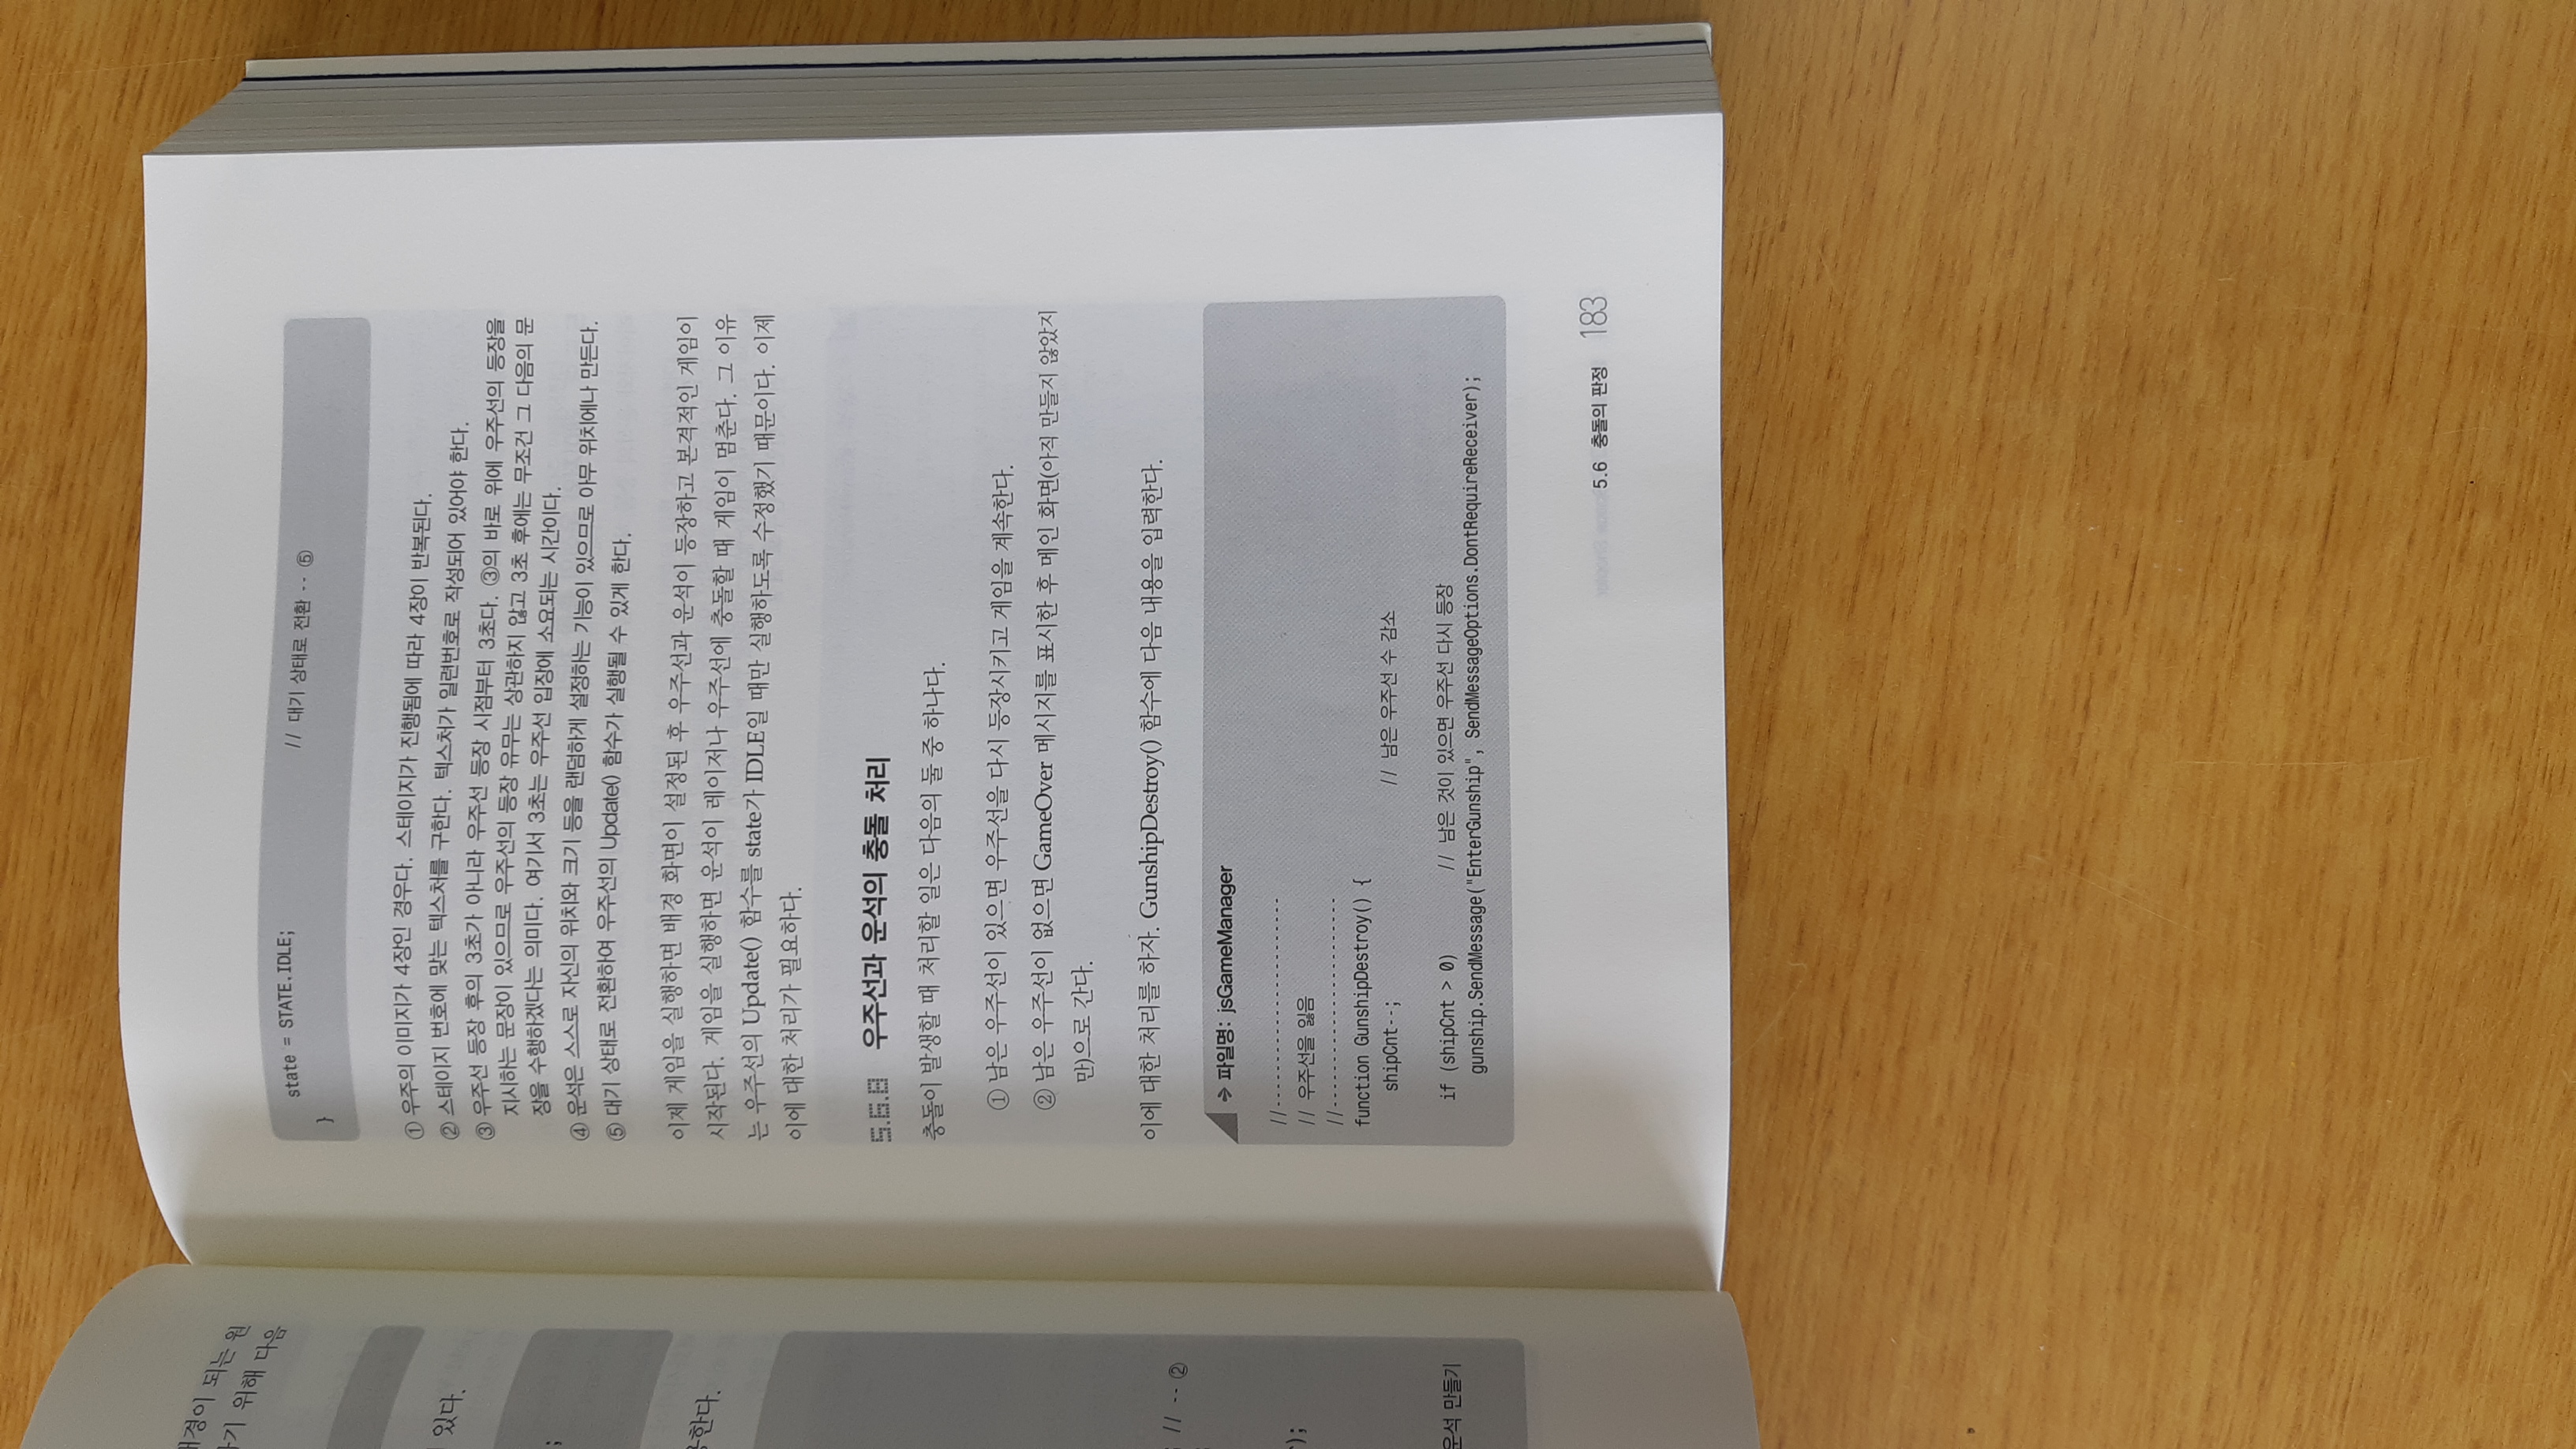 배경이 되는 원
위해 다음
있다.
;
용한다.
; // -- ②
;
);
운석 만들기
state = STATE.IDLE; // 대기 상태로 전환 -- ⑤
}
① 우주의 이미지가 4장인 경우다. 스테이지가 진행됨에 따라 4장이 반복된다.
② 스테이지 번호에 맞는 텍스처를 구한다. 텍스처가 일련번호로 작성되어 있어야 한다.
③ 우주선 등장 후의 3초가 아니라 우주선 등장 시점부터 3초다. ③의 바로 위에 우주선의 등장을
지시하는 문장이 있으므로 우주선의 등장 유무는 상관하지 않고 3초 후에는 무조건 그 다음의 문
장을 수행하겠다는 의미다. 여기서 3초는 우주선 입장에 소요되는 시간이다.
④ 운석은 스스로 자신의 위치와 크기 등을 랜덤하게 설정하는 기능이 있으므로 아무 위치에나 만든다.
⑤ 대기 상태로 전환하여 우주선의 Update() 함수가 실행될 수 있게 한다.
이제 게임을 실행하면 배경 화면이 설정된 후 우주선과 운석이 등장하고 본격적인 게임이
시작된다. 게임을 실행하면 운석이 레이저나 우주선에 충돌할 때 게임이 멈춘다. 그 이유
는 우주선의 Update() 함수를 state가 IDLE일 때만 실행하도록 수정했기 때문이다. 이제
이에 대한 처리가 필요하다.
5.6.8 우주선과 운석의 충돌 처리
충돌이 발생할 때 처리할 일은 다음의 둘 중 하나다.
① 남은 우주선이 있으면 우주선을 다시 등장시키고 게임을 계속한다.
② 남은 우주선이 없으면 GameOver 메시지를 표시한 후 메인 화면(아직 만들지 않았지
만)으로 간다.
이에 대한 처리를 하자. GunshipDestroy() 함수에 다음 내용을 입력한다.
→ 파일명: jsGameManager
//-----------------------
// 우주선을 잃음
//-----------------------
function GunshipDestroy() {
shipCnt--; // 남은 우주선 수 감소
if (shipCnt > 0) // 남은 것이 있으면 우주선 다시 등장
gunship.SendMessage("EnterGunship", SendMessageOptions.DontRequireReceiver);
5.6 충돌의 판정 183